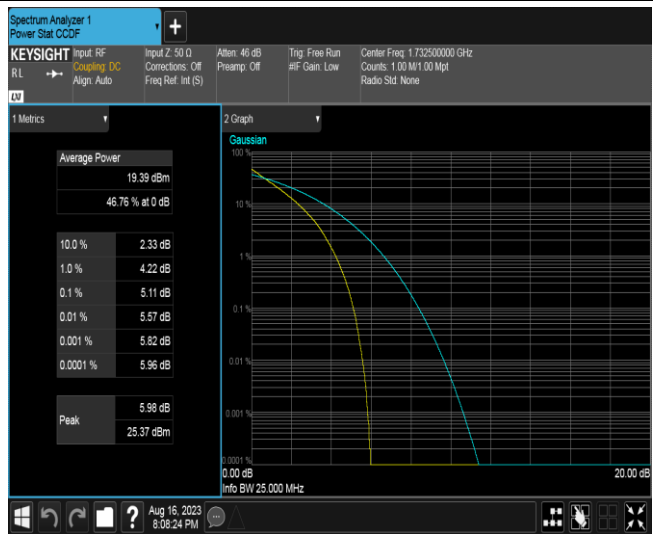 Spectrum Analyzer 1
Power Stat CCDF
+
KEYSIGHT
RL
LXI
Input: RF
Coupling: DC
Align: Auto
Input Z: 50 Ω
Corrections: Off
Freq Ref: Int (S)
Atten: 46 dB
Preamp: Off
Trig: Free Run
#IF Gain: Low
Center Freq: 1.732500000 GHz
Counts: 1.00 M/1.00 Mpt
Radio Std: None
1 Metrics
Average Power
19.39 dBm
46.76 % at 0 dB
10.0 % 2.33 dB
1.0 % 4.22 dB
0.1 % 5.11 dB
0.01 % 5.57 dB
0.001 % 5.82 dB
0.0001 % 5.96 dB
Peak
5.98 dB
25.37 dBm
2 Graph
Gaussian
100 %
10 %
1 %
0.1 %
0.01 %
0.001 %
0.0001 %
0.00 dB 20.00 dB
Info BW 25.000 MHz
?
Aug 16, 2023
8:08:24 PM